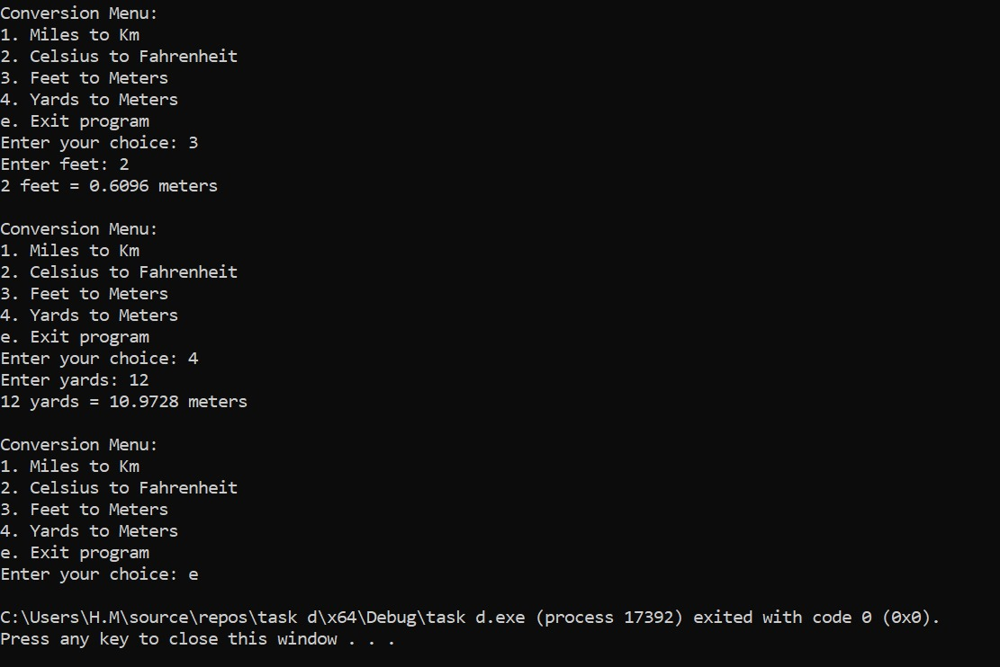 Conversion Menu:
1. Miles to Km
2. Celsius to Fahrenheit
3. Feet to Meters
4. Yards to Meters
e. Exit program
Enter your choice: 3
Enter feet: 2
2 feet = 0.6096 meters
Conversion Menu:
1. Miles to Km
2. Celsius to Fahrenheit
3. Feet to Meters
4. Yards to Meters
e. Exit program
Enter your choice: 4
Enter yards: 12
12 yards = 10.9728 meters
Conversion Menu:
1. Miles to Km
2. Celsius to Fahrenheit
3. Feet to Meters
4. Yards to Meters
e. Exit program
Enter your choice: e
C:\Users\H.M\source\repos\task d\x64\Debug\task d.exe (process 17392) exited with code 0 (0x0).
Press any key to close this window . . .